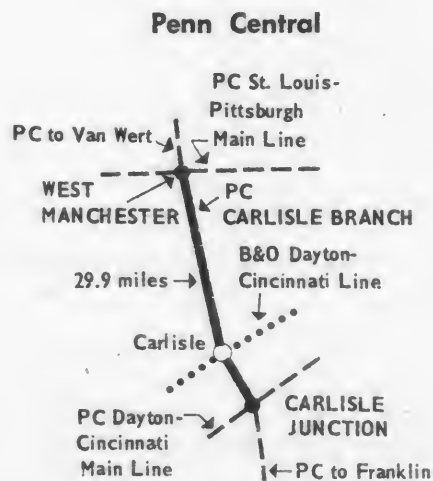 Penn Central
PC St. Louis-
Pittsburgh
Main Line
PC to Van Wert
WEST
MANCHESTER
PC
CARLISLE BRANCH
B&O Dayton-
Cincinnati Line
29.9 miles
Carlisle
PC Dayton-
Cincinnati
Main Line
CARLISLE
JUNCTION
PC to Franklin